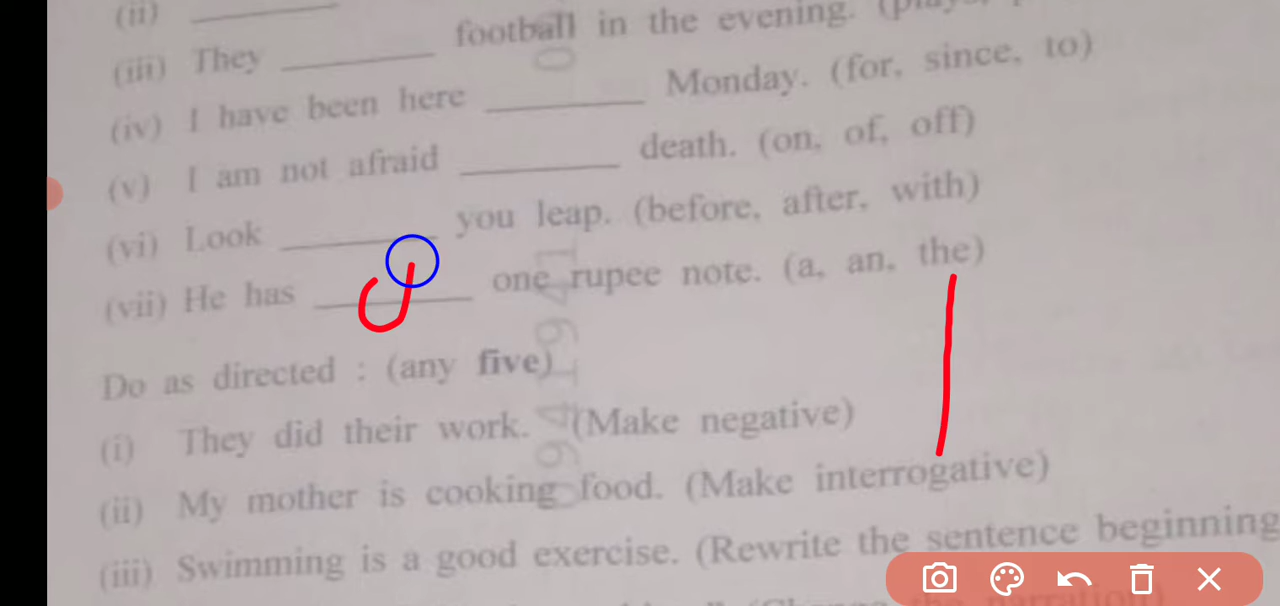 (ii)
(iii) They ________ football in the evening.
(iv) I have been here ________ Monday. (for, since, to)
(v) I am not afraid ________ death. (on, of, off)
(vi) Look ________ you leap. (before, after, with)
(vii) He has ________ one rupee note. (a, an, the)
Do as directed : (any five)
(i) They did their work. (Make negative)
(ii) My mother is cooking food. (Make interrogative)
(iii) Swimming is a good exercise. (Rewrite the sentence beginning